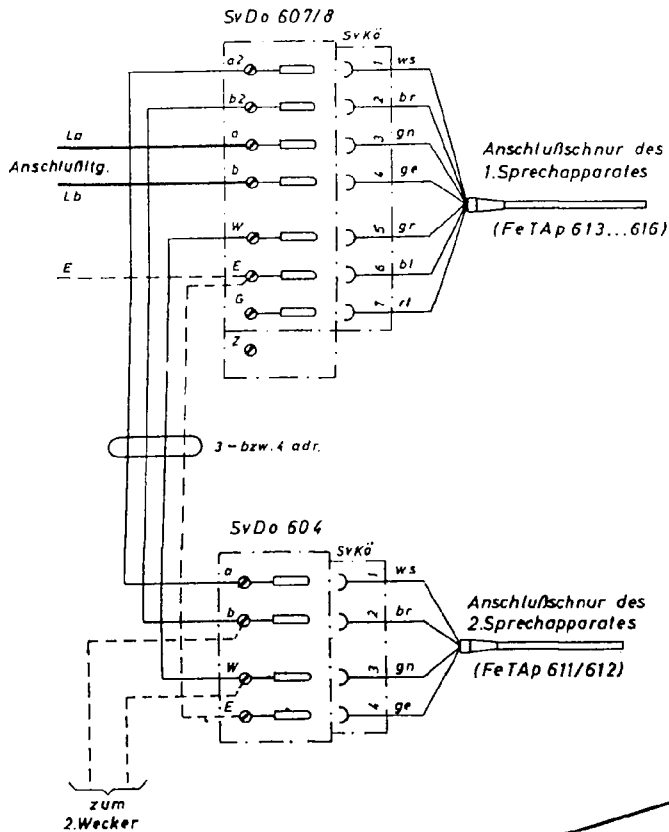 SvDo 607/8
SvKö
a2 1 ws
b2 2 br
La a 3 gn
Anschlußltg.
Lb b 4 ge
Anschlußschnur des
1.Sprechapparates
(FeTAp 613...616)
W 5 gr
E E 6 bl
G 7 rt
Z
3-bzw.4 adr.
SvDo 604
SvKö
a 1 ws
b 2 br
Anschlußschnur des
2.Sprechapparates
(FeTAp 611/612)
W 3 gn
E 4 ge
zum
2.Wecker